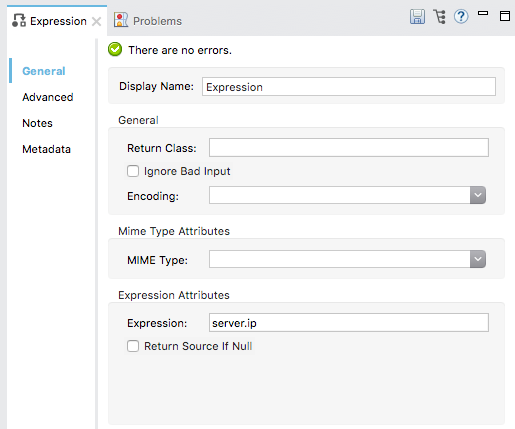 Expression
Problems
There are no errors.
General
Advanced
Notes
Metadata
Display Name: Expression
General
Return Class:
Ignore Bad Input
Encoding:
Mime Type Attributes
MIME Type:
Expression Attributes
Expression: server.ip
Return Source If Null